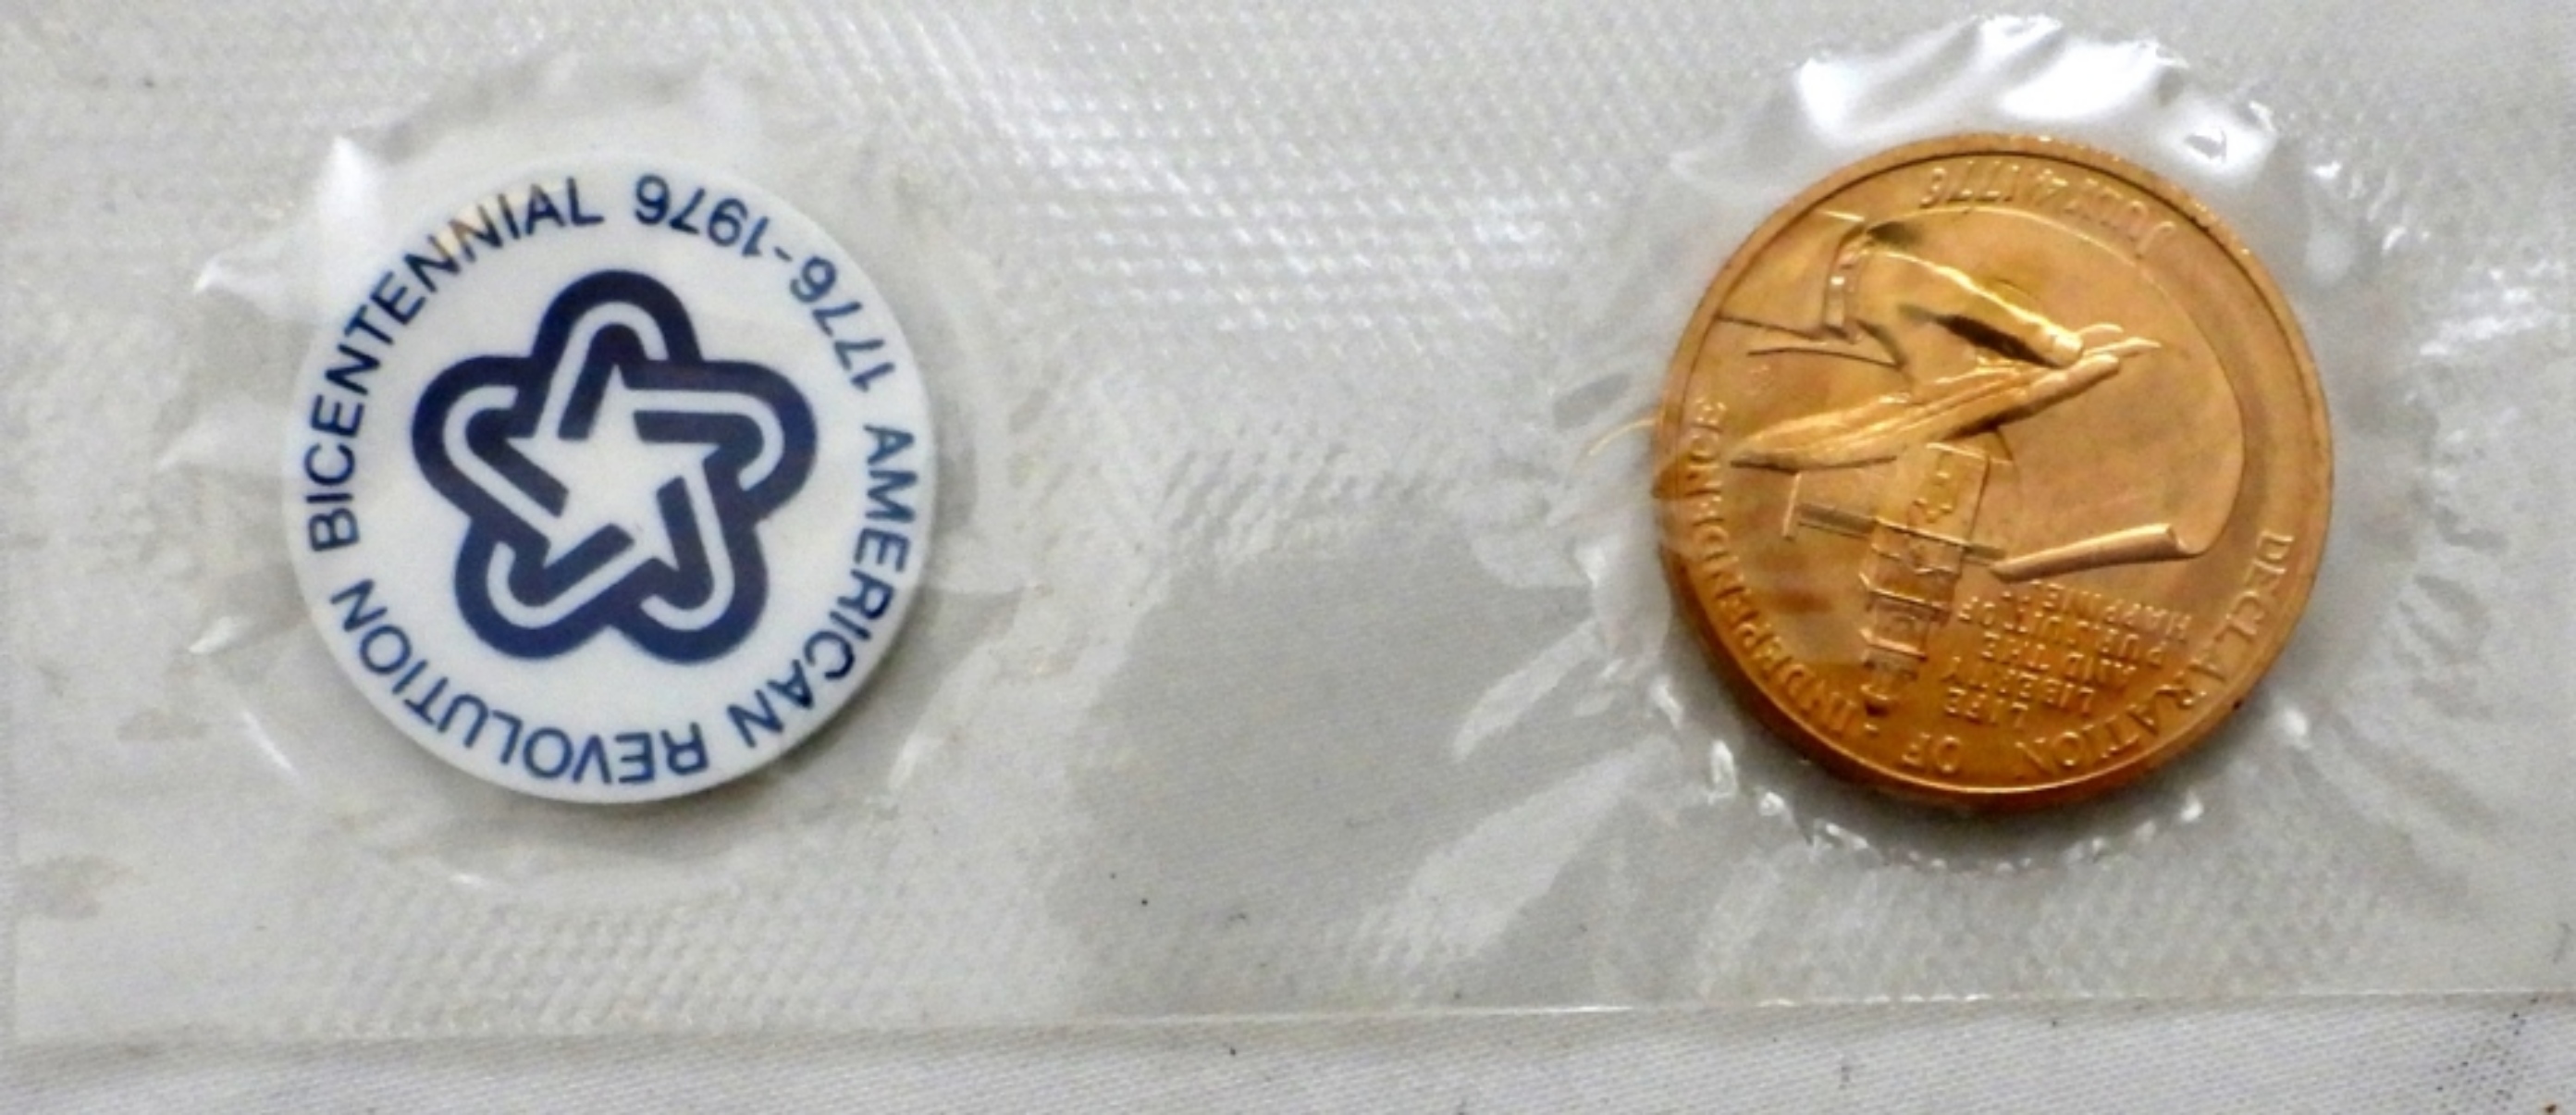 AMERICAN REVOLUTION BICENTENNIAL
1776-1976
JULY 4, 1776
DECLARATION OF INDEPENDENCE
LIFE
LIBERTY
AND THE
PURSUIT OF
HAPPINESS